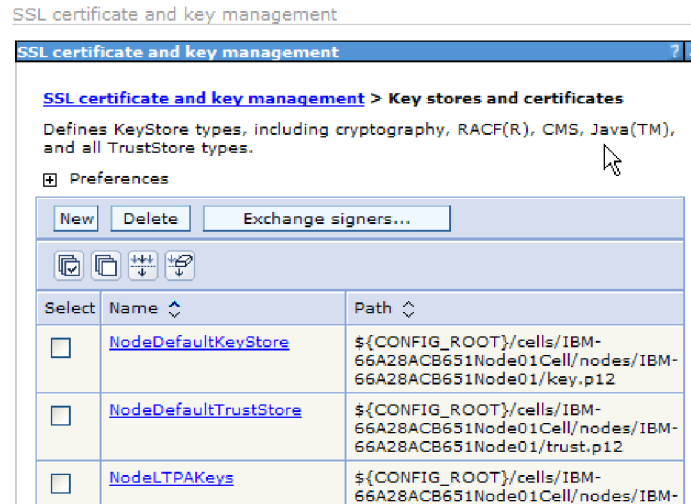 SSL certificate and key management
SSL certificate and key management ?
SSL certificate and key management > Key stores and certificates
Defines KeyStore types, including cryptography, RACF(R), CMS, Java(TM),
and all TrustStore types.
Preferences
New Delete Exchange signers...
Select Name Path
NodeDefaultKeyStore ${CONFIG_ROOT}/cells/IBM-
66A28ACB651Node01Cell/nodes/IBM-
66A28ACB651Node01/key.p12
NodeDefaultTrustStore ${CONFIG_ROOT}/cells/IBM-
66A28ACB651Node01Cell/nodes/IBM-
66A28ACB651Node01/trust.p12
NodeLTPAKeys ${CONFIG_ROOT}/cells/IBM-
66A28ACB651Node01Cell/nodes/IBM-